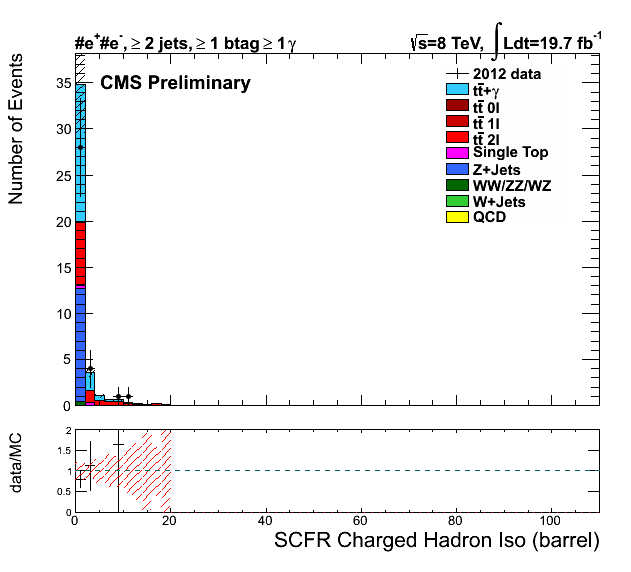 #e⁺#e⁻, ≥ 2 jets, ≥ 1 btag ≥ 1 γ
√s=8 TeV, ∫ Ldt=19.7 fb⁻¹
CMS Preliminary
2012 data
tt̄+γ
tt̄ 0l
tt̄ 1l
tt̄ 2l
Single Top
Z+Jets
WW/ZZ/WZ
W+Jets
QCD
Number of Events
35
30
25
20
15
10
5
0
data/MC
2
1.5
1
0.5
0
0 20 40 60 80 100
SCFR Charged Hadron Iso (barrel)